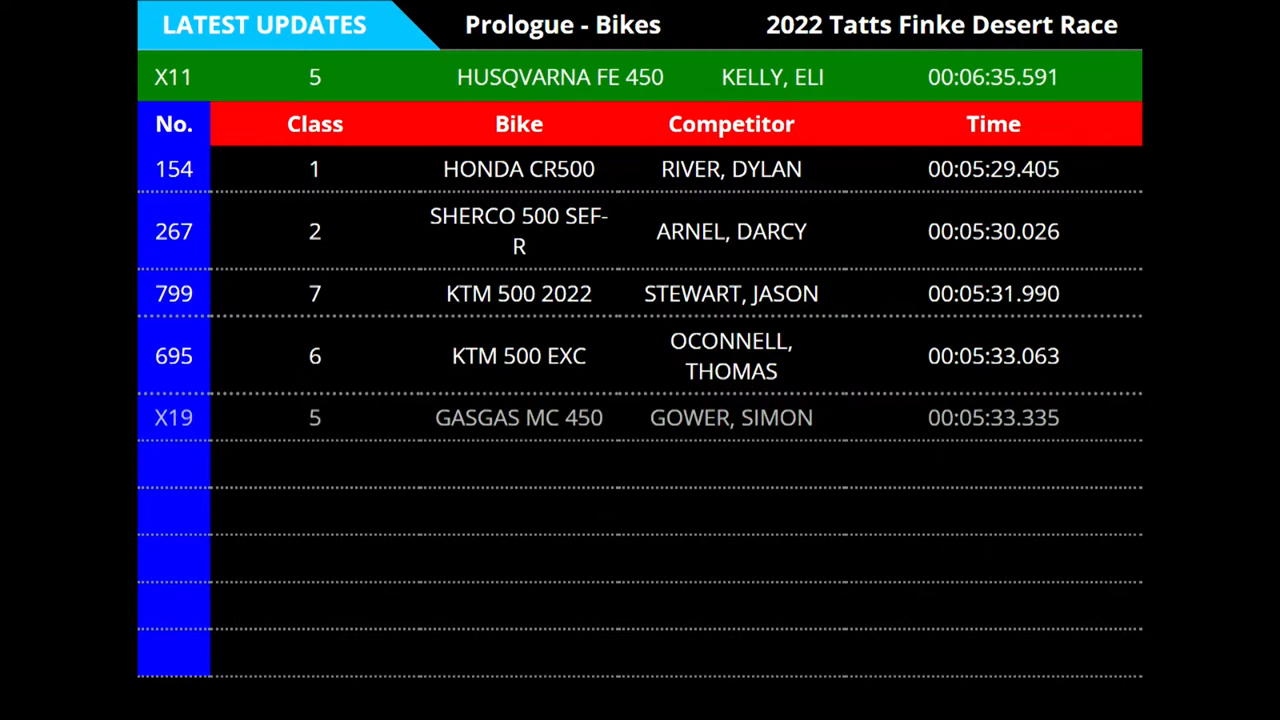 LATEST UPDATES Prologue - Bikes 2022 Tatts Finke Desert Race
X11 5 HUSQVARNA FE 450 KELLY, ELI 00:06:35.591
No. Class Bike Competitor Time
154 1 HONDA CR500 RIVER, DYLAN 00:05:29.405
267 2 SHERCO 500 SEF-
R ARNEL, DARCY 00:05:30.026
799 7 KTM 500 2022 STEWART, JASON 00:05:31.990
695 6 KTM 500 EXC OCONNELL,
THOMAS 00:05:33.063
X19 5 GASGAS MC 450 GOWER, SIMON 00:05:33.335